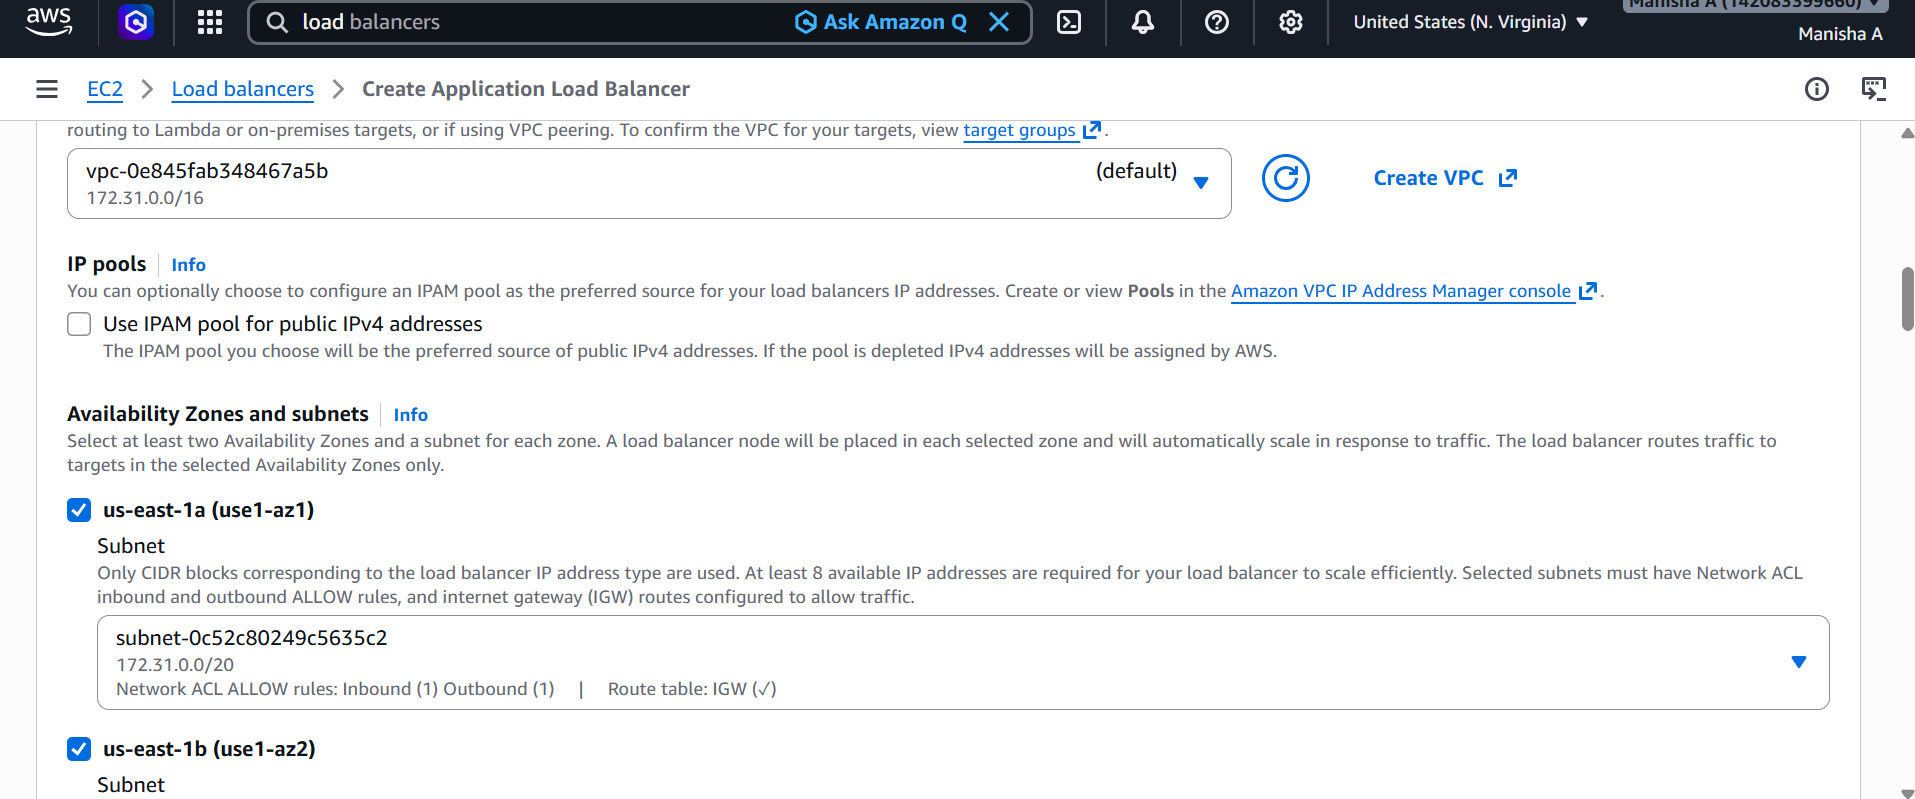 aws
load balancers
Ask Amazon Q
United States (N. Virginia)
Manisha A (142083399660)
Manisha A
EC2 > Load balancers > Create Application Load Balancer
routing to Lambda or on-premises targets, or if using VPC peering. To confirm the VPC for your targets, view target groups.
vpc-0e845fab348467a5b (default)
172.31.0.0/16
Create VPC
IP pools | Info
You can optionally choose to configure an IPAM pool as the preferred source for your load balancers IP addresses. Create or view Pools in the Amazon VPC IP Address Manager console.
Use IPAM pool for public IPv4 addresses
The IPAM pool you choose will be the preferred source of public IPv4 addresses. If the pool is depleted IPv4 addresses will be assigned by AWS.
Availability Zones and subnets | Info
Select at least two Availability Zones and a subnet for each zone. A load balancer node will be placed in each selected zone and will automatically scale in response to traffic. The load balancer routes traffic to
targets in the selected Availability Zones only.
us-east-1a (use1-az1)
Subnet
Only CIDR blocks corresponding to the load balancer IP address type are used. At least 8 available IP addresses are required for your load balancer to scale efficiently. Selected subnets must have Network ACL
inbound and outbound ALLOW rules, and internet gateway (IGW) routes configured to allow traffic.
subnet-0c52c80249c5635c2
172.31.0.0/20
Network ACL ALLOW rules: Inbound (1) Outbound (1) | Route table: IGW (✓)
us-east-1b (use1-az2)
Subnet